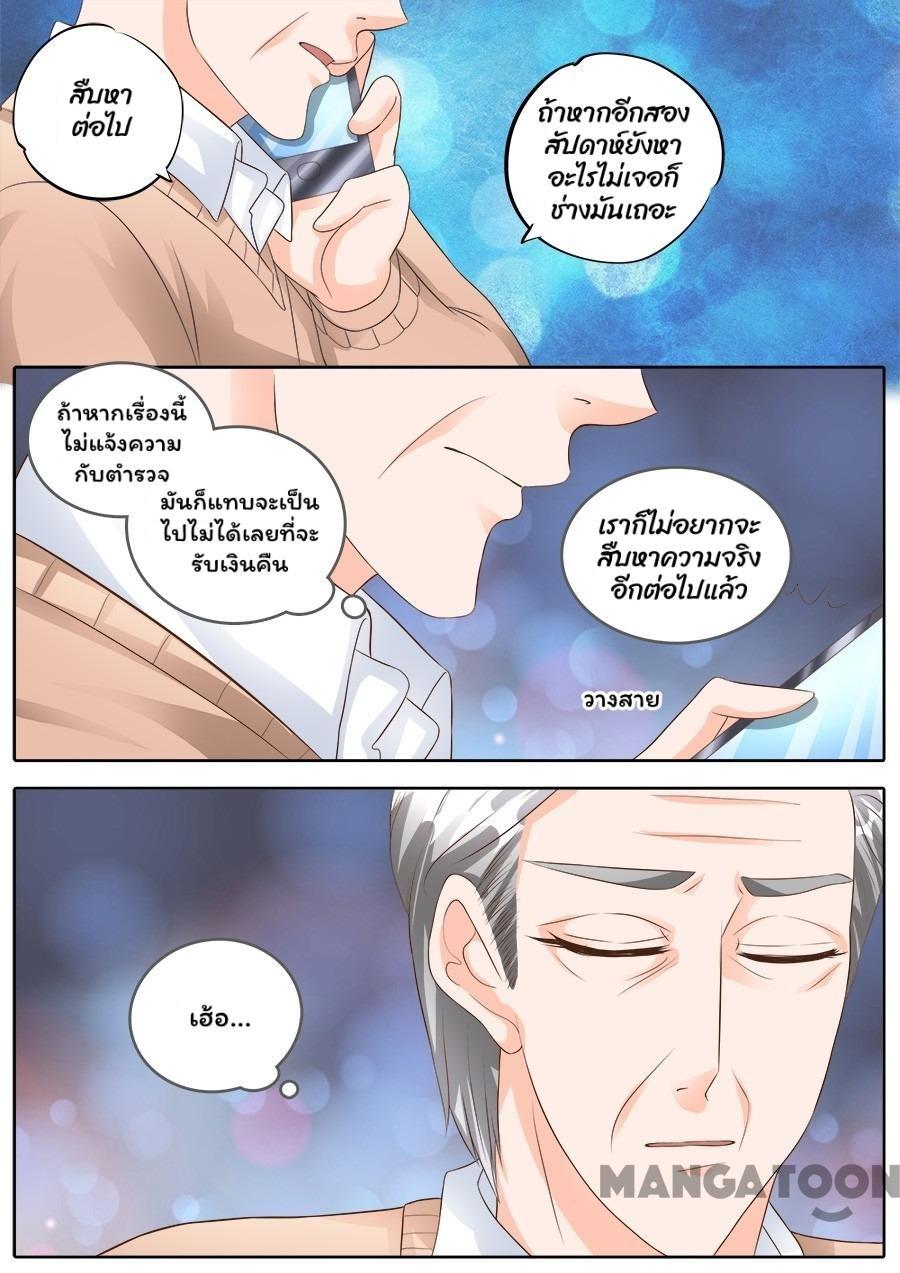 สืบหา
ต่อไป
ถ้าหากอีกสอง
สัปดาห์ยังหา
อะไรไม่เจอก็
ช่างมันเถอะ
ถ้าหากเรื่องนี้
ไม่แจ้งความ
กับตำรวจ
มันก็แทบจะเป็น
ไปไม่ได้เลยที่จะ
รับเงินคืน
เราก็ไม่อยากจะ
สืบหาความจริง
อีกต่อไปแล้ว
วางสาย
เฮ้อ...
MANGATOON